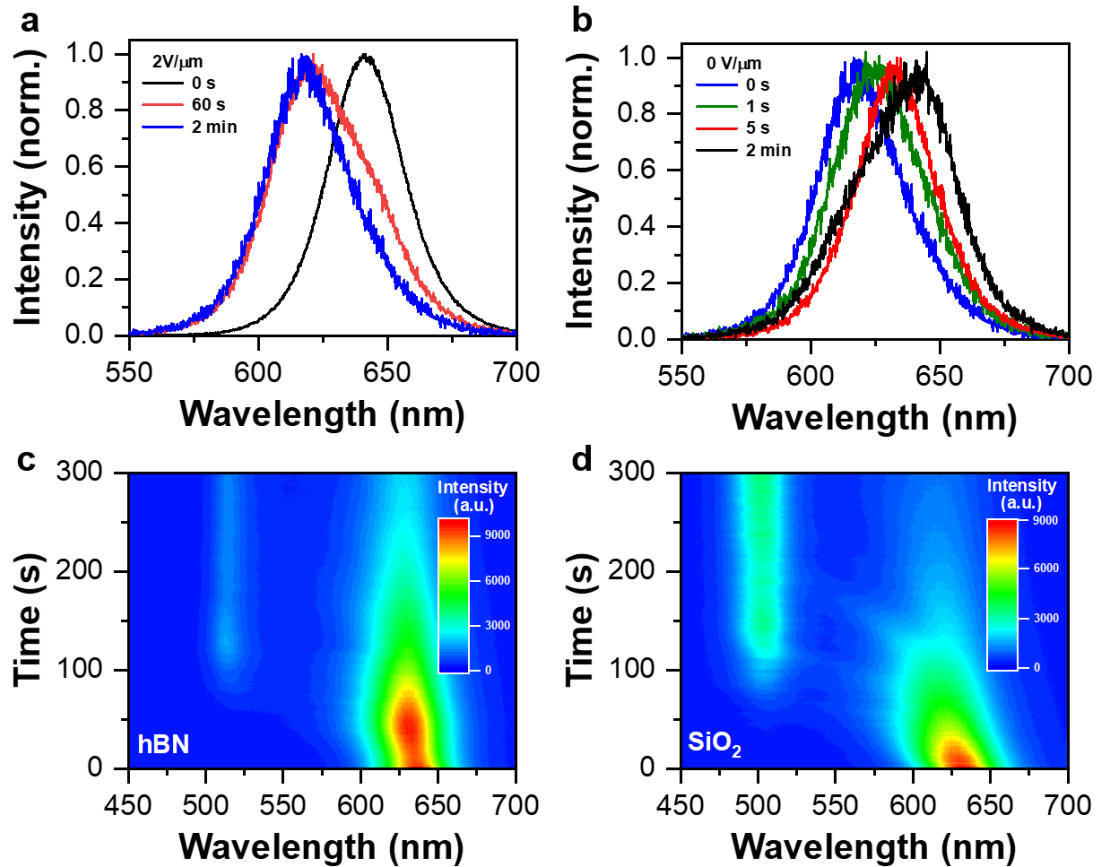 a
2V/μm
0 s
60 s
2 min
Intensity (norm.)
1.0
0.8
0.6
0.4
0.2
0.0
550
600
650
700
Wavelength (nm)
b
0 V/μm
0 s
1 s
5 s
2 min
Intensity (norm.)
1.0
0.8
0.6
0.4
0.2
0.0
550
600
650
700
Wavelength (nm)
c
Intensity
(a.u.)
9000
6000
3000
0
hBN
Time (s)
300
200
100
0
450
500
550
600
650
700
Wavelength (nm)
d
Intensity
(a.u.)
9000
6000
3000
0
SiO₂
Time (s)
300
200
100
0
450
500
550
600
650
700
Wavelength (nm)